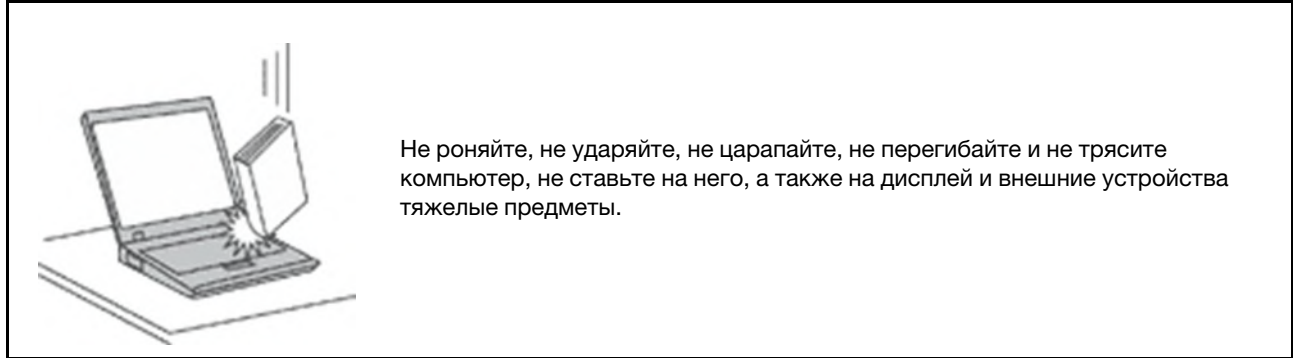 Не роняйте, не ударяйте, не царапайте, не перегибайте и не трясите
компьютер, не ставьте на него, а также на дисплей и внешние устройства
тяжелые предметы.